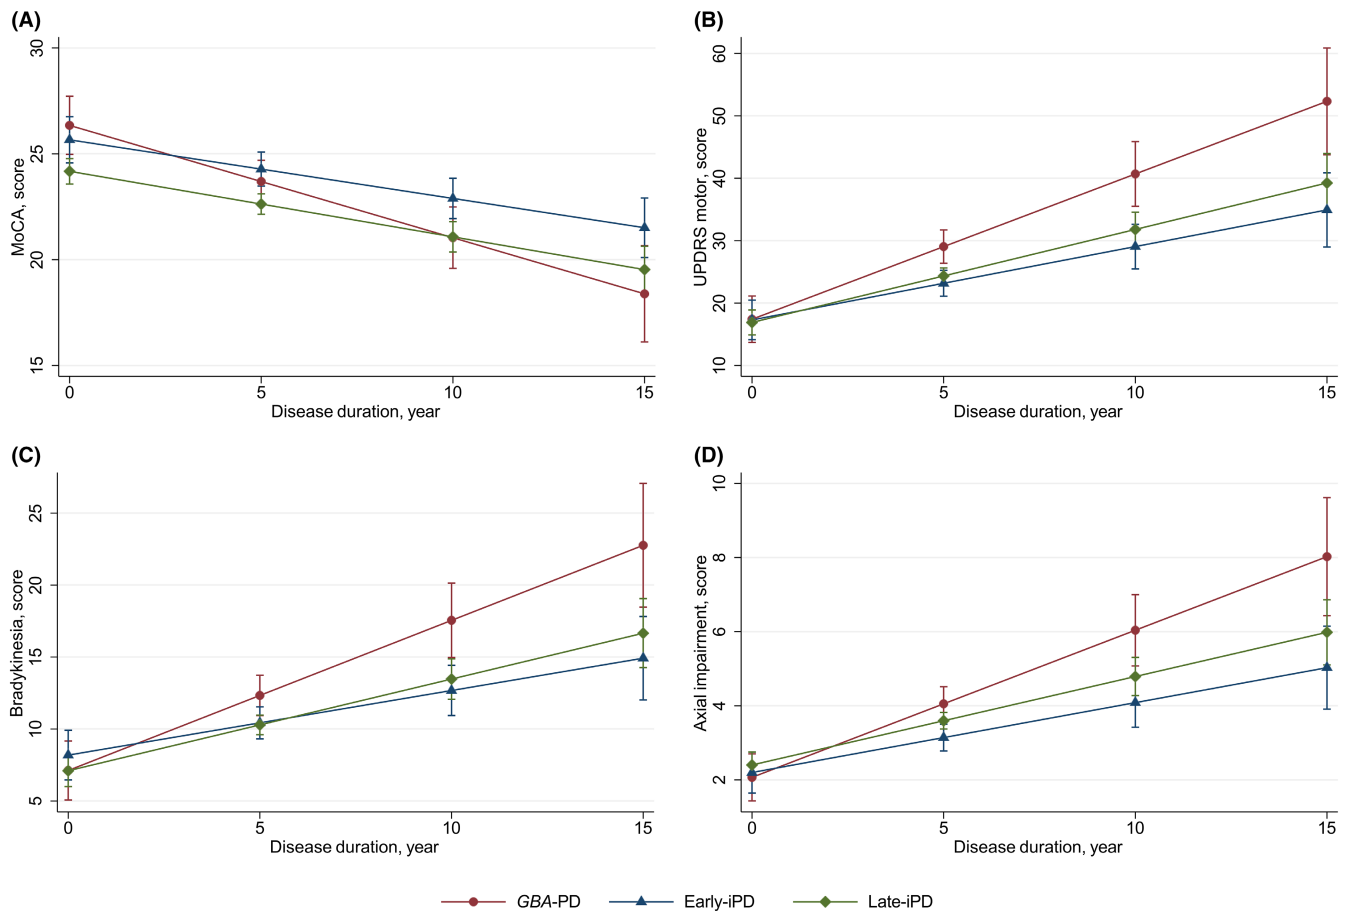 (A)
MoCA, score
30
25
20
15
0 5 10 15
Disease duration, year
(B)
UPDRS motor, score
60
50
40
30
20
10
0 5 10 15
Disease duration, year
(C)
Bradykinesia, score
25
20
15
10
5
0 5 10 15
Disease duration, year
(D)
Axial impairment, score
10
8
6
4
2
0 5 10 15
Disease duration, year
GBA-PD Early-iPD Late-iPD